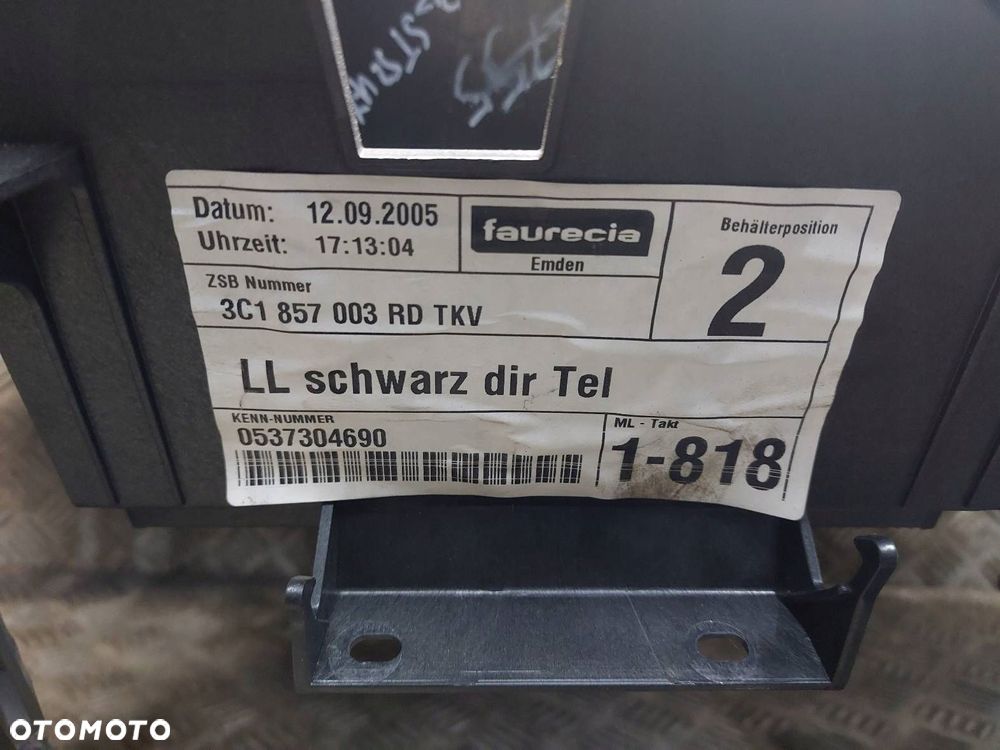 Datum: 12.09.2005
Uhrzeit: 17:13:04
faurecia
Emden
Behälterposition
2
ZSB Nummer
3C1 857 003 RD TKV
LL schwarz dir Tel
KENN-NUMMER
0537304690
ML - Takt
1-818
OTOMOTO